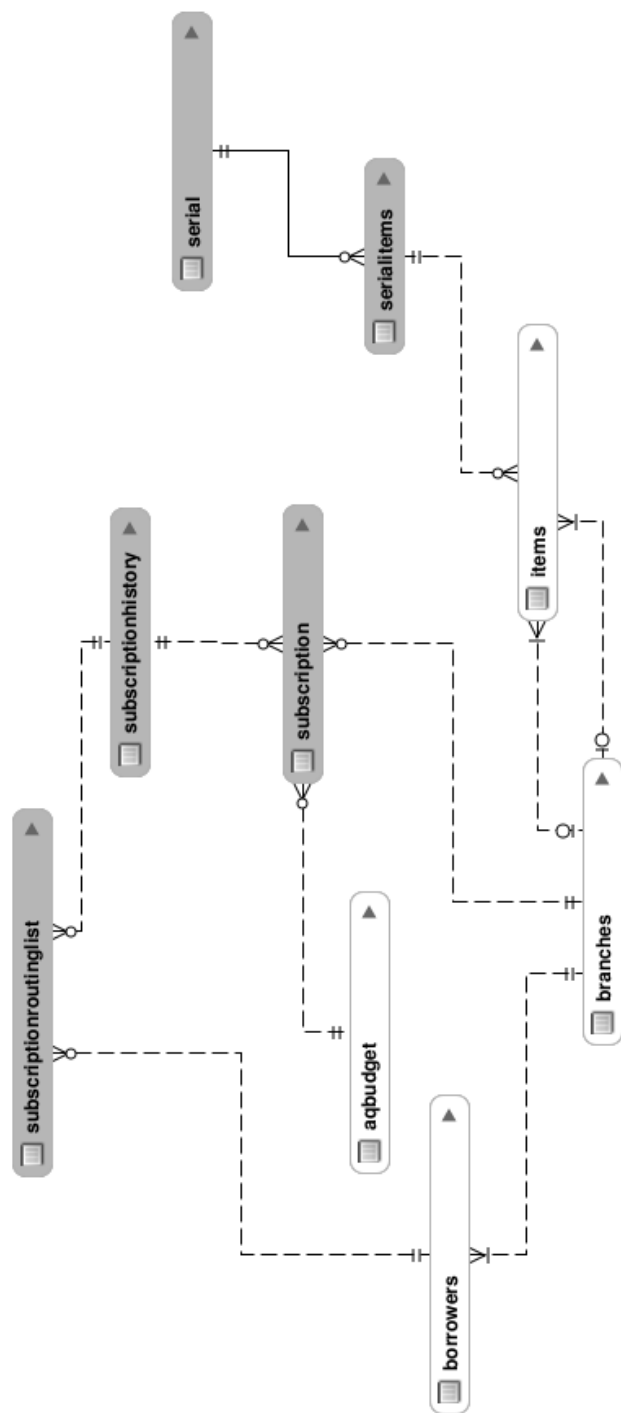 subscriptionroutinglist
subscriptionhistory
serial
subscription
serialitems
aqbudget
borrowers
items
branches